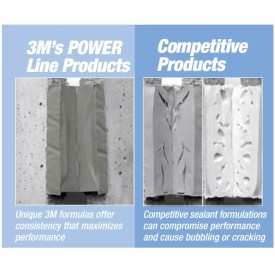 3M's POWER
Line Products
Unique 3M formulas offer
consistency that maximizes
performance
Competitive
Products
Competitive sealant formulations
can compromise performance
and cause bubbling or cracking